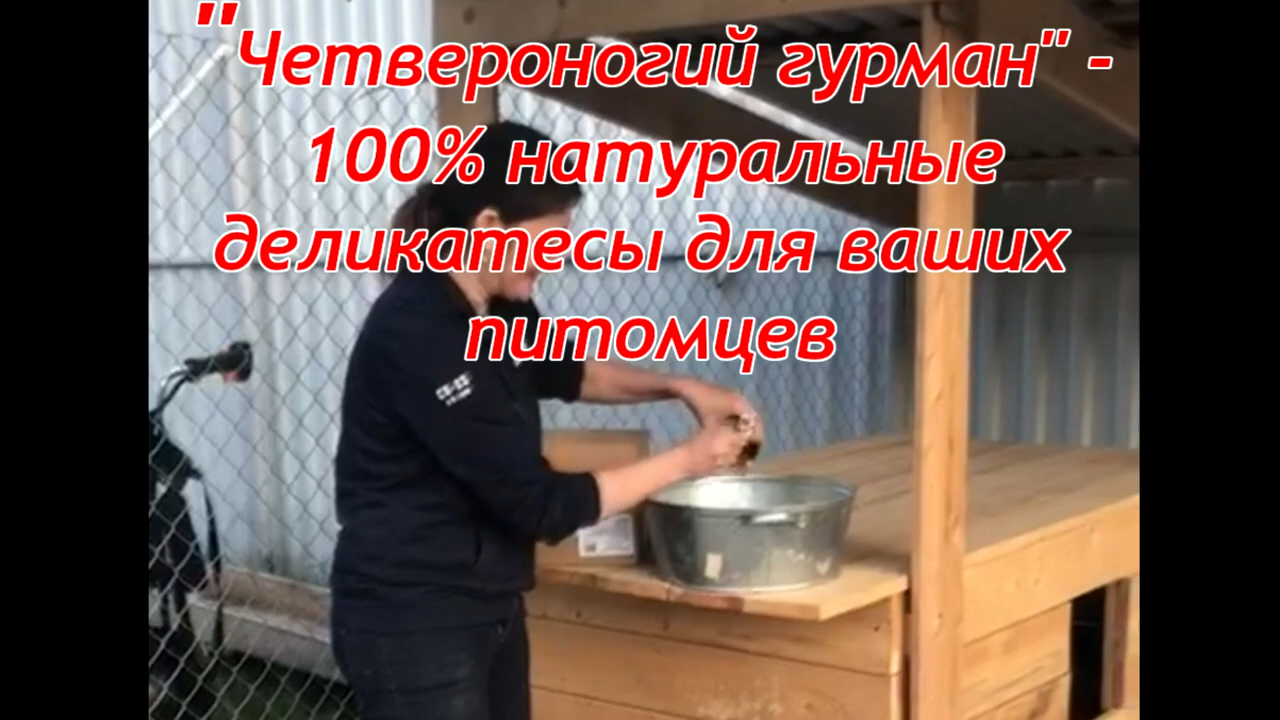 "Четвероногий гурман" -
100% натуральные
деликатесы для ваших
питомцев